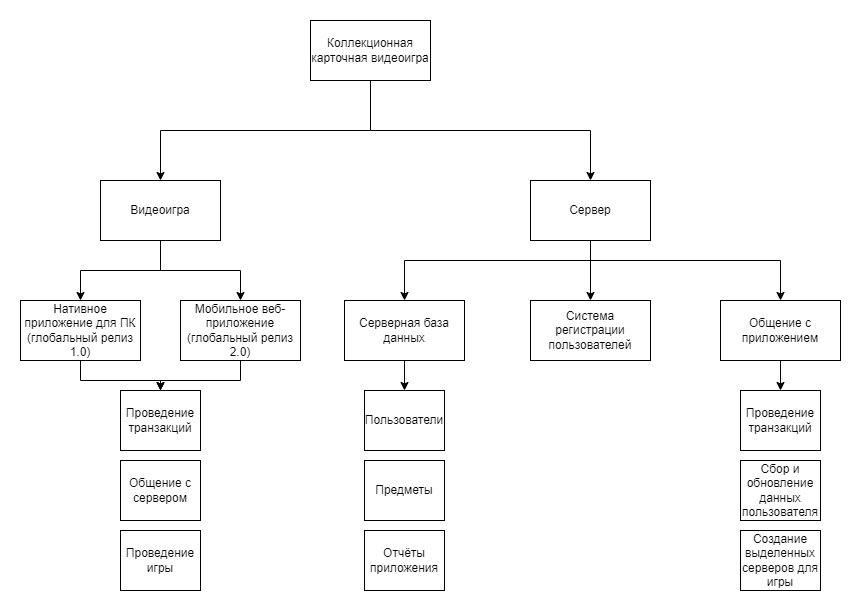 Коллекционная
карточная видеоигра
Видеоигра
Сервер
Нативное
приложение для ПК
(глобальный релиз
1.0)
Мобильное веб-
приложение
(глобальный релиз
2.0)
Серверная база
данных
Система
регистрации
пользователей
Общение с
приложением
Проведение
транзакций
Пользователи
Проведение
транзакций
Общение с
сервером
Предметы
Сбор и
обновление
данных
пользователя
Проведение
игры
Отчёты
приложения
Создание
выделенных
серверов для
игры